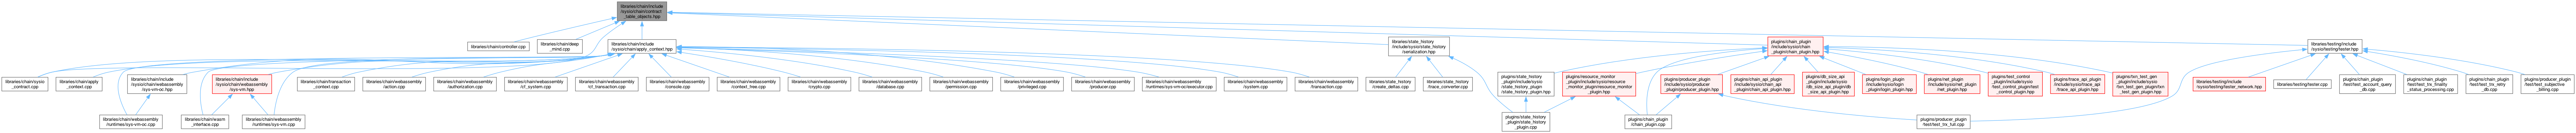 libraries/chain/include
/sysio/chain/contract
_table_objects.hpp
libraries/chain/controller.cpp
libraries/chain/deep
_mind.cpp
libraries/chain/include
/sysio/chain/apply_context.hpp
libraries/state_history
/include/sysio/state_history
/serialization.hpp
plugins/chain_plugin
/include/sysio/chain
_plugin/chain_plugin.hpp
libraries/testing/include
/sysio/testing/tester.hpp
libraries/chain/sysio
_contract.cpp
libraries/chain/apply
_context.cpp
libraries/chain/include
/sysio/chain/webassembly
/sys-vm-oc.hpp
libraries/chain/include
/sysio/chain/webassembly
/sys-vm.hpp
libraries/chain/transaction
_context.cpp
libraries/chain/webassembly
/action.cpp
libraries/chain/webassembly
/authorization.cpp
libraries/chain/webassembly
/cf_system.cpp
libraries/chain/webassembly
/cf_transaction.cpp
libraries/chain/webassembly
/console.cpp
libraries/chain/webassembly
/context_free.cpp
libraries/chain/webassembly
/crypto.cpp
libraries/chain/webassembly
/database.cpp
libraries/chain/webassembly
/permission.cpp
libraries/chain/webassembly
/privileged.cpp
libraries/chain/webassembly
/producer.cpp
libraries/chain/webassembly
/runtimes/sys-vm-oc/executor.cpp
libraries/chain/webassembly
/system.cpp
libraries/chain/webassembly
/transaction.cpp
libraries/state_history
/create_deltas.cpp
libraries/state_history
/trace_converter.cpp
plugins/state_history
_plugin/include/sysio
/state_history_plugin
/state_history_plugin.hpp
plugins/resource_monitor
_plugin/include/sysio/resource
_monitor_plugin/resource_monitor
_plugin.hpp
plugins/producer_plugin
/include/sysio/producer
_plugin/producer_plugin.hpp
plugins/chain_api_plugin
/include/sysio/chain_api
_plugin/chain_api_plugin.hpp
plugins/db_size_api
_plugin/include/sysio
/db_size_api_plugin/db
_size_api_plugin.hpp
plugins/login_plugin
/include/sysio/login
_plugin/login_plugin.hpp
plugins/net_plugin
/include/sysio/net_plugin
/net_plugin.hpp
plugins/test_control
_plugin/include/sysio
/test_control_plugin/test
_control_plugin.hpp
plugins/trace_api_plugin
/include/sysio/trace_api
/trace_api_plugin.hpp
plugins/txn_test_gen
_plugin/include/sysio
/txn_test_gen_plugin/txn
_test_gen_plugin.hpp
libraries/testing/include
/sysio/testing/tester_network.hpp
libraries/testing/tester.cpp
plugins/chain_plugin
/test/test_account_query
_db.cpp
plugins/chain_plugin
/test/test_trx_finality
_status_processing.cpp
plugins/chain_plugin
/test/test_trx_retry
_db.cpp
plugins/producer_plugin
/test/test_subjective
_billing.cpp
libraries/chain/webassembly
/runtimes/sys-vm-oc.cpp
libraries/chain/wasm
_interface.cpp
libraries/chain/webassembly
/runtimes/sys-vm.cpp
plugins/state_history
_plugin/state_history
_plugin.cpp
plugins/chain_plugin
/chain_plugin.cpp
plugins/producer_plugin
/test/test_trx_full.cpp